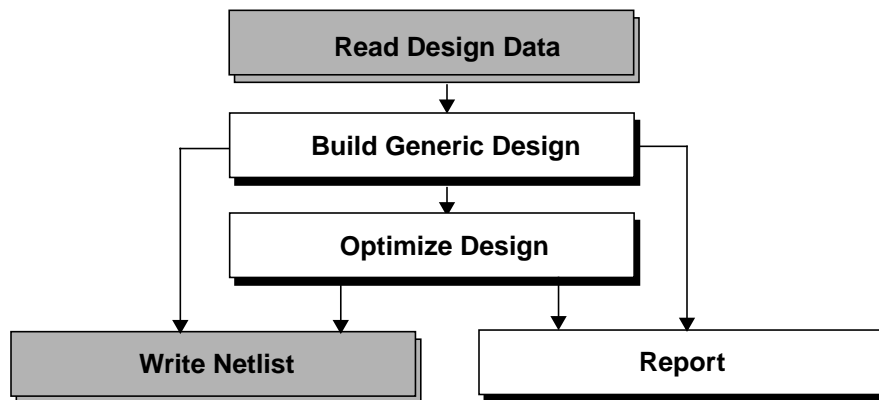 Read Design Data
Build Generic Design
Optimize Design
Write Netlist
Report